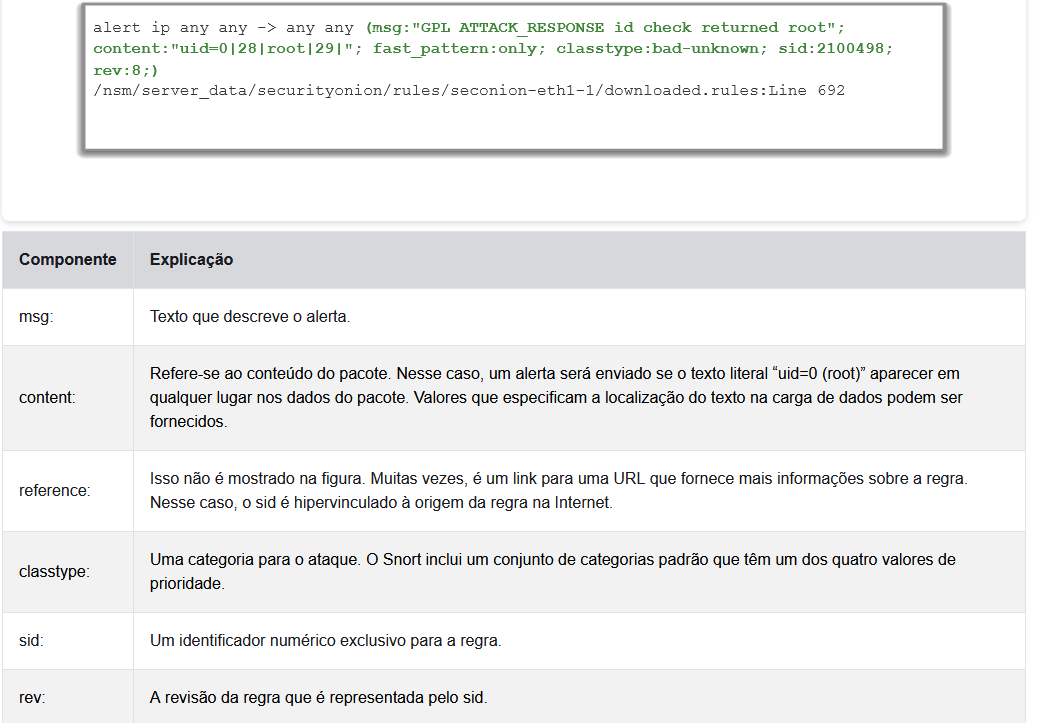 alert ip any any -> any any (msg:"GPL ATTACK_RESPONSE id check returned root";
content:"uid=0|28|root|29|"; fast_pattern:only; classtype:bad-unknown; sid:2100498;
rev:8;)
/nsm/server_data/securityonion/rules/seconion-eth1-1/downloaded.rules:Line 692
Componente Explicação
msg: Texto que descreve o alerta.
content: Refere-se ao conteúdo do pacote. Nesse caso, um alerta será enviado se o texto literal “uid=0 (root)” aparecer em
qualquer lugar nos dados do pacote. Valores que especificam a localização do texto na carga de dados podem ser
fornecidos.
reference: Isso não é mostrado na figura. Muitas vezes, é um link para uma URL que fornece mais informações sobre a regra.
Nesse caso, o sid é hipervinculado à origem da regra na Internet.
classtype: Uma categoria para o ataque. O Snort inclui um conjunto de categorias padrão que têm um dos quatro valores de
prioridade.
sid: Um identificador numérico exclusivo para a regra.
rev: A revisão da regra que é representada pelo sid.